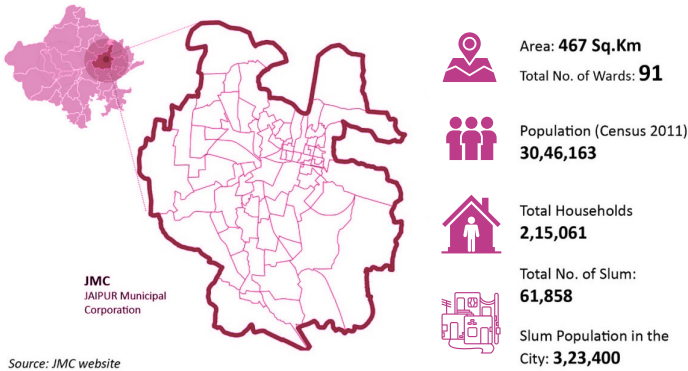 Area: 467 Sq.Km
Total No. of Wards: 91
Population (Census 2011)
30,46,163
Total Households
2,15,061
Total No. of Slum:
61,858
Slum Population in the
City: 3,23,400
JMC
JAIPUR Municipal
Corporation
Source: JMC website